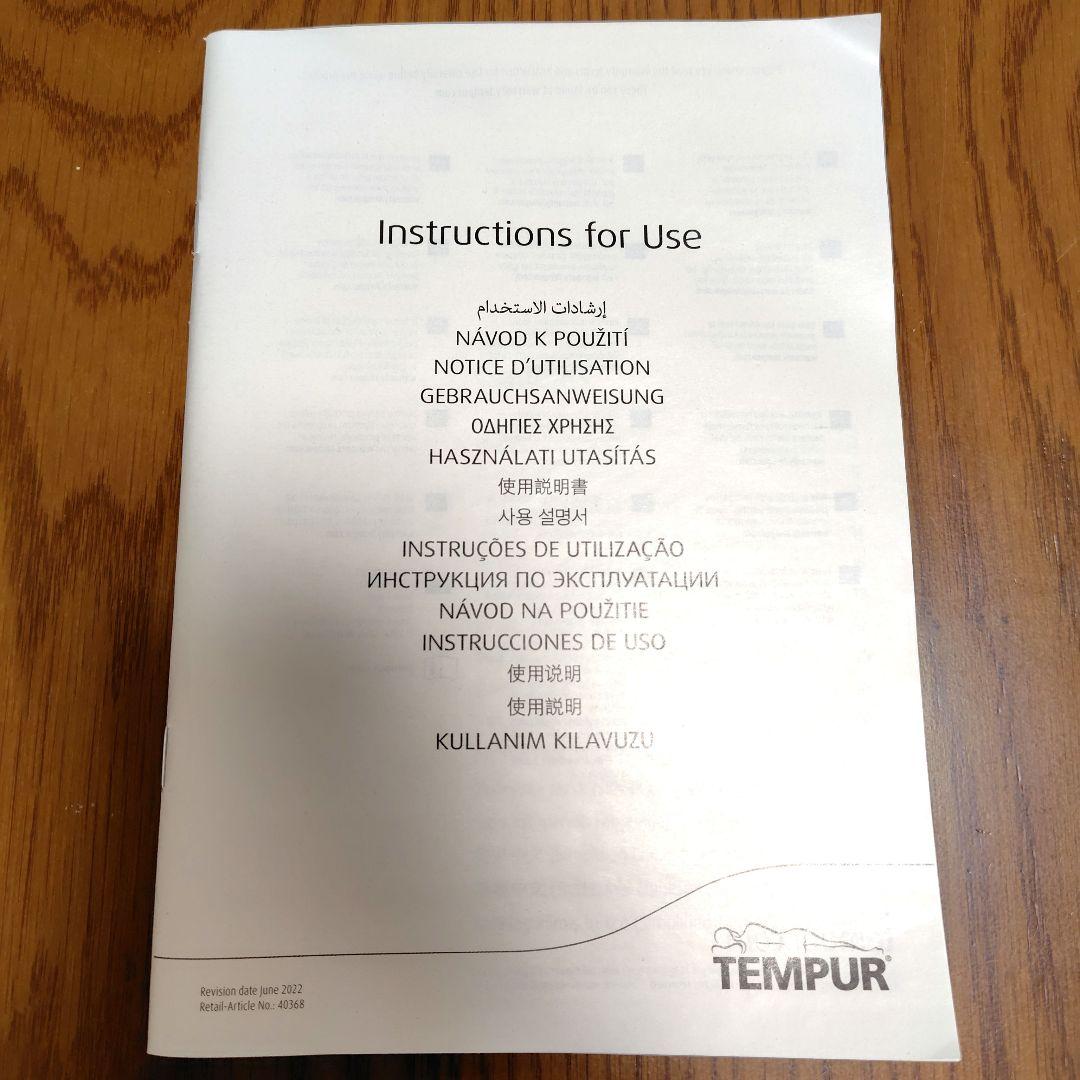 Instructions for Use
إرشادات الاستخدام
NÁVOD K POUŽITÍ
NOTICE D'UTILISATION
GEBRAUCHSANWEISUNG
ΟΔΗΓΙΕΣ ΧΡΗΣΗΣ
HASZNÁLATI UTASÍTÁS
使用説明書
사용 설명서
INSTRUÇÕES DE UTILIZAÇÃO
ИНСТРУКЦИЯ ПО ЭКСПЛУАТАЦИИ
NÁVOD NA POUŽITIE
INSTRUCCIONES DE USO
使用说明
使用説明
KULLANIM KILAVUZU
TEMPUR®
Revision date June 2022
Retail-Article No.: 40368